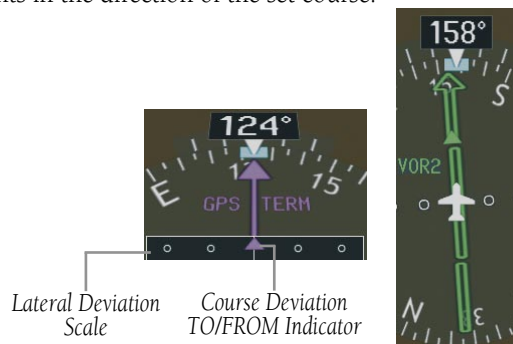 nts in the direction of the set course.
158°
S
124°
E
15
GPS TERM
VOR2
N
Lateral Deviation
Scale
Course Deviation
TO/FROM Indicator